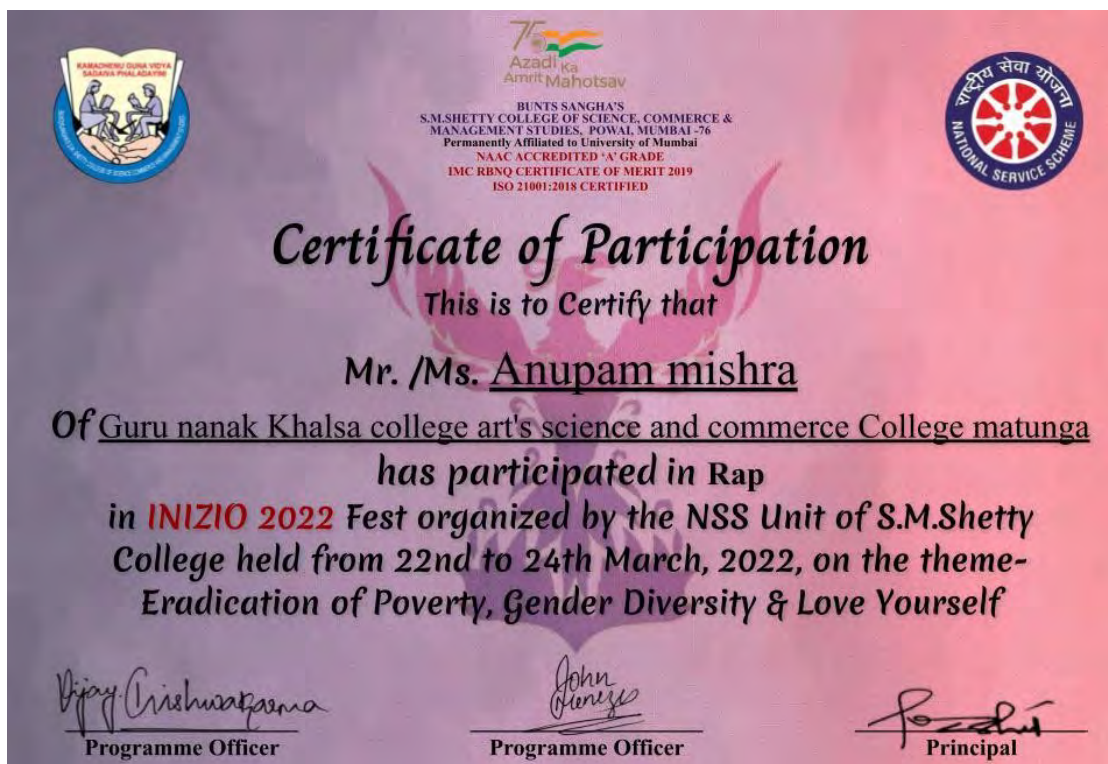 KAMADHENU GUNA VIDYA
SADAIVA PHALADAYINI
75
Azadi Ka
Amrit Mahotsav
राष्ट्रीय सेवा योजना
NATIONAL SERVICE SCHEME
BUNTS SANGHA'S
S.M.SHETTY COLLEGE OF SCIENCE, COMMERCE &
MANAGEMENT STUDIES, POWAI, MUMBAI -76
Permanently Affiliated to University of Mumbai
NAAC ACCREDITED 'A' GRADE
IMC RBNQ CERTIFICATE OF MERIT 2019
ISO 21001:2018 CERTIFIED
Certificate of Participation
This is to Certify that
Mr. /Ms. Anupam mishra
Of Guru nanak Khalsa college art's science and commerce College matunga
has participated in Rap
in INIZIO 2022 Fest organized by the NSS Unit of S.M.Shetty
College held from 22nd to 24th March, 2022, on the theme-
Eradication of Poverty, Gender Diversity & Love Yourself
Vijay Vishwakarma
John Menezes
Programme Officer
Programme Officer
Principal